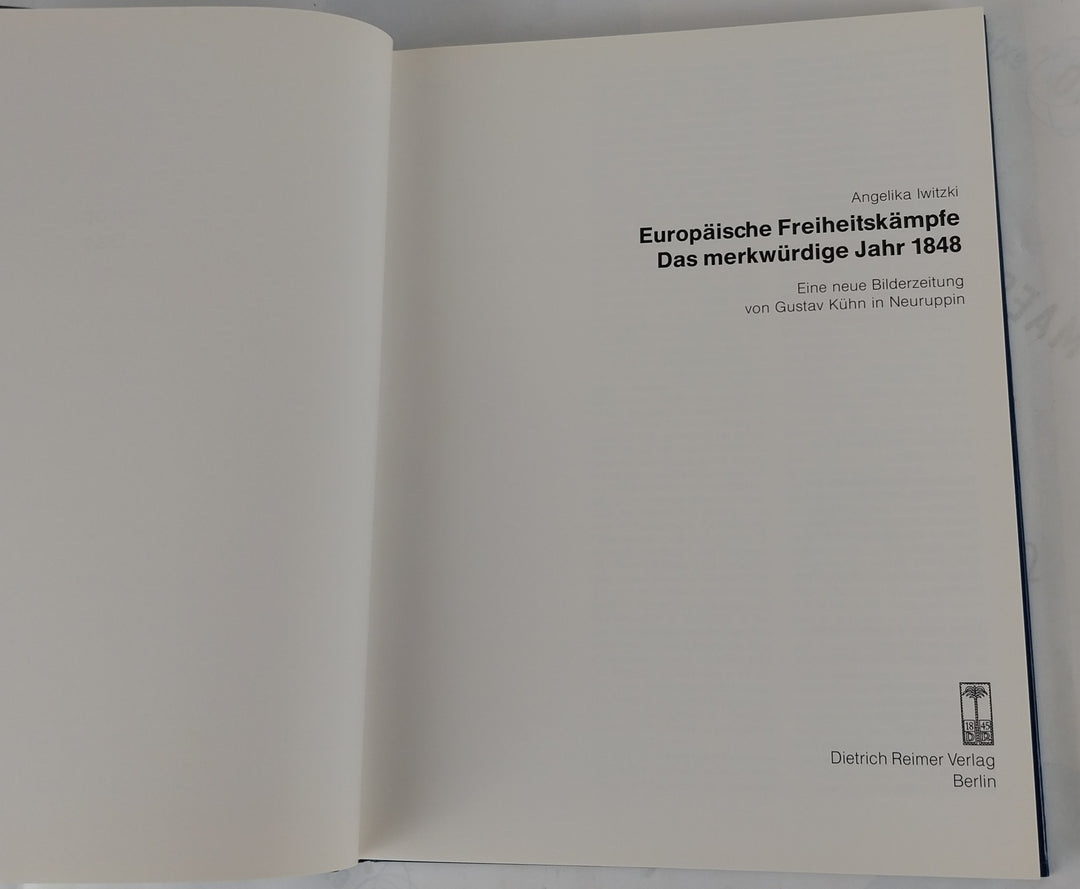 Angelika Iwitzki
Europäische Freiheitskämpfe
Das merkwürdige Jahr 1848
Eine neue Bilderzeitung
von Gustav Kühn in Neuruppin
18 45
Dietrich Reimer Verlag
Berlin